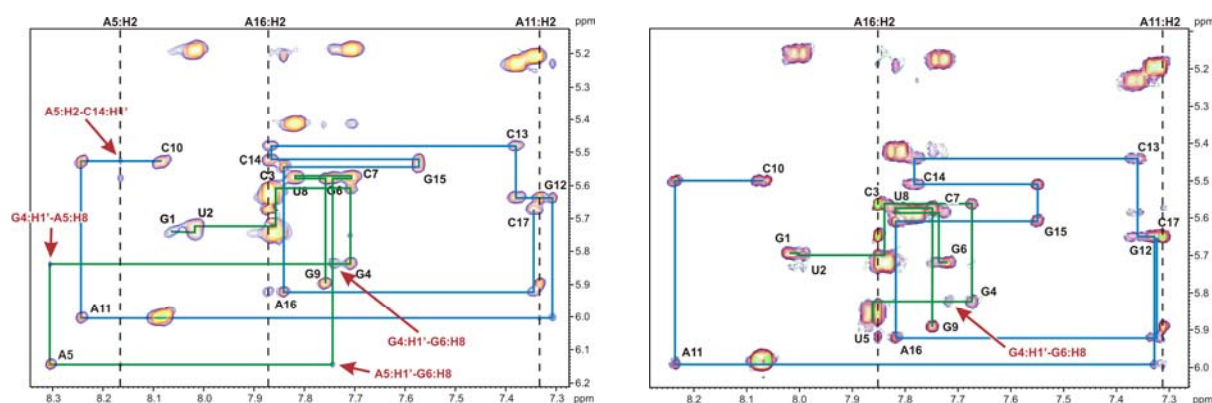 A5:H2 A16:H2 A11:H2 ppm
5.2
5.3
5.4
5.5
5.6
5.7
5.8
5.9
6.0
6.1
6.2
A5:H2-C14:H1'
C10
C13
C14
C3
C7
G15
U8
G6
G12
G1
U2
C17
G4:H1'-A5:H8
G9
G4
A16
A11
G4:H1'-G6:H8
A5
A5:H1'-G6:H8
8.3 8.2 8.1 8.0 7.9 7.8 7.7 7.6 7.5 7.4 7.3 ppm
A16:H2 A11:H2
ppm
5.2
5.3
5.4
5.5
5.6
5.7
5.8
5.9
6.0
C13
C10
C14
C3
U8
C7
G15
C17
G1
G6
G12
U2
G4
U5
G9
A16
A11
G4:H1'-G6:H8
8.2 8.1 8.0 7.9 7.8 7.7 7.6 7.5 7.4 7.3 ppm